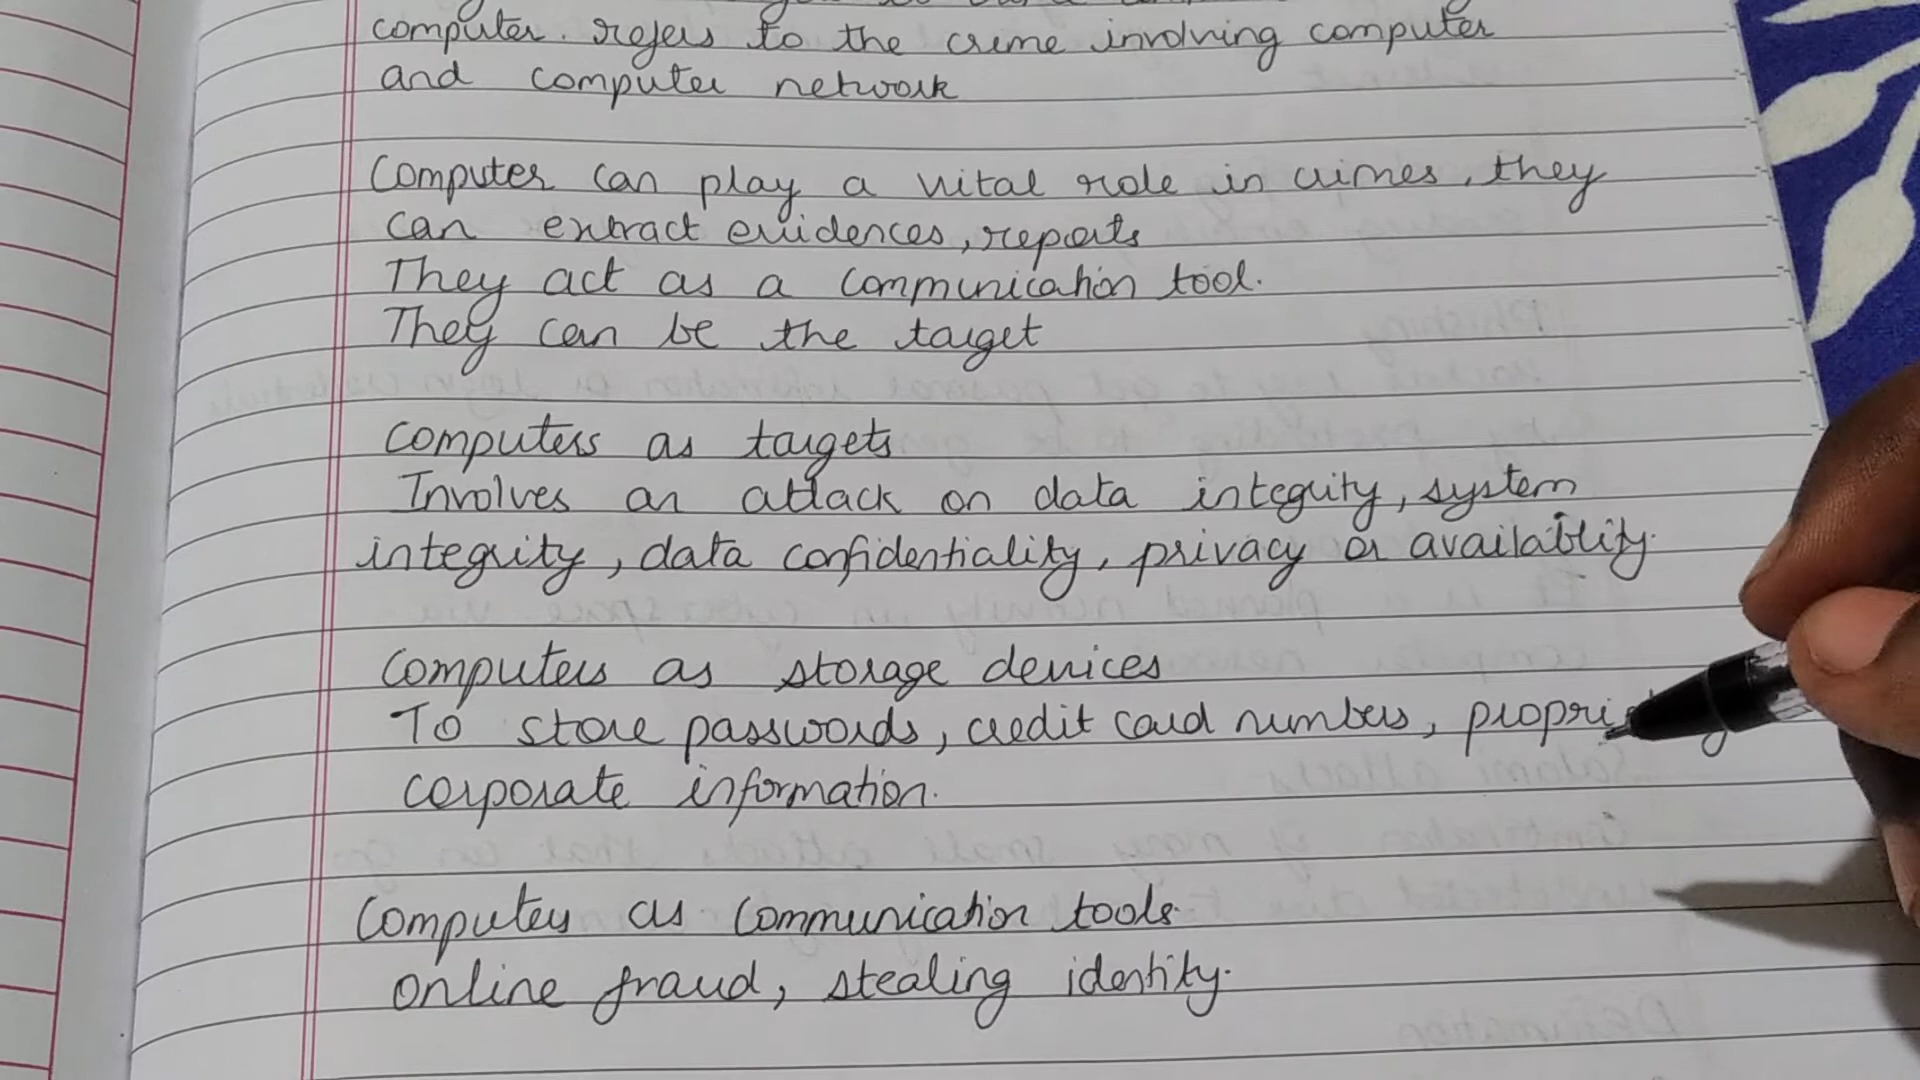 computer. refers to the crime involving computer
and computer network
Computer can play a vital role in crimes, they
can extract evidences, reports
They act as a communication tool.
They can be the target
Computers as targets
Involves an attack on data integrity, system
integrity, data confidentiality, privacy or availability.
Computers as storage devices
To store passwords, credit card numbers,
corporate information.
Computers as communication tools.
online fraud, stealing identity.